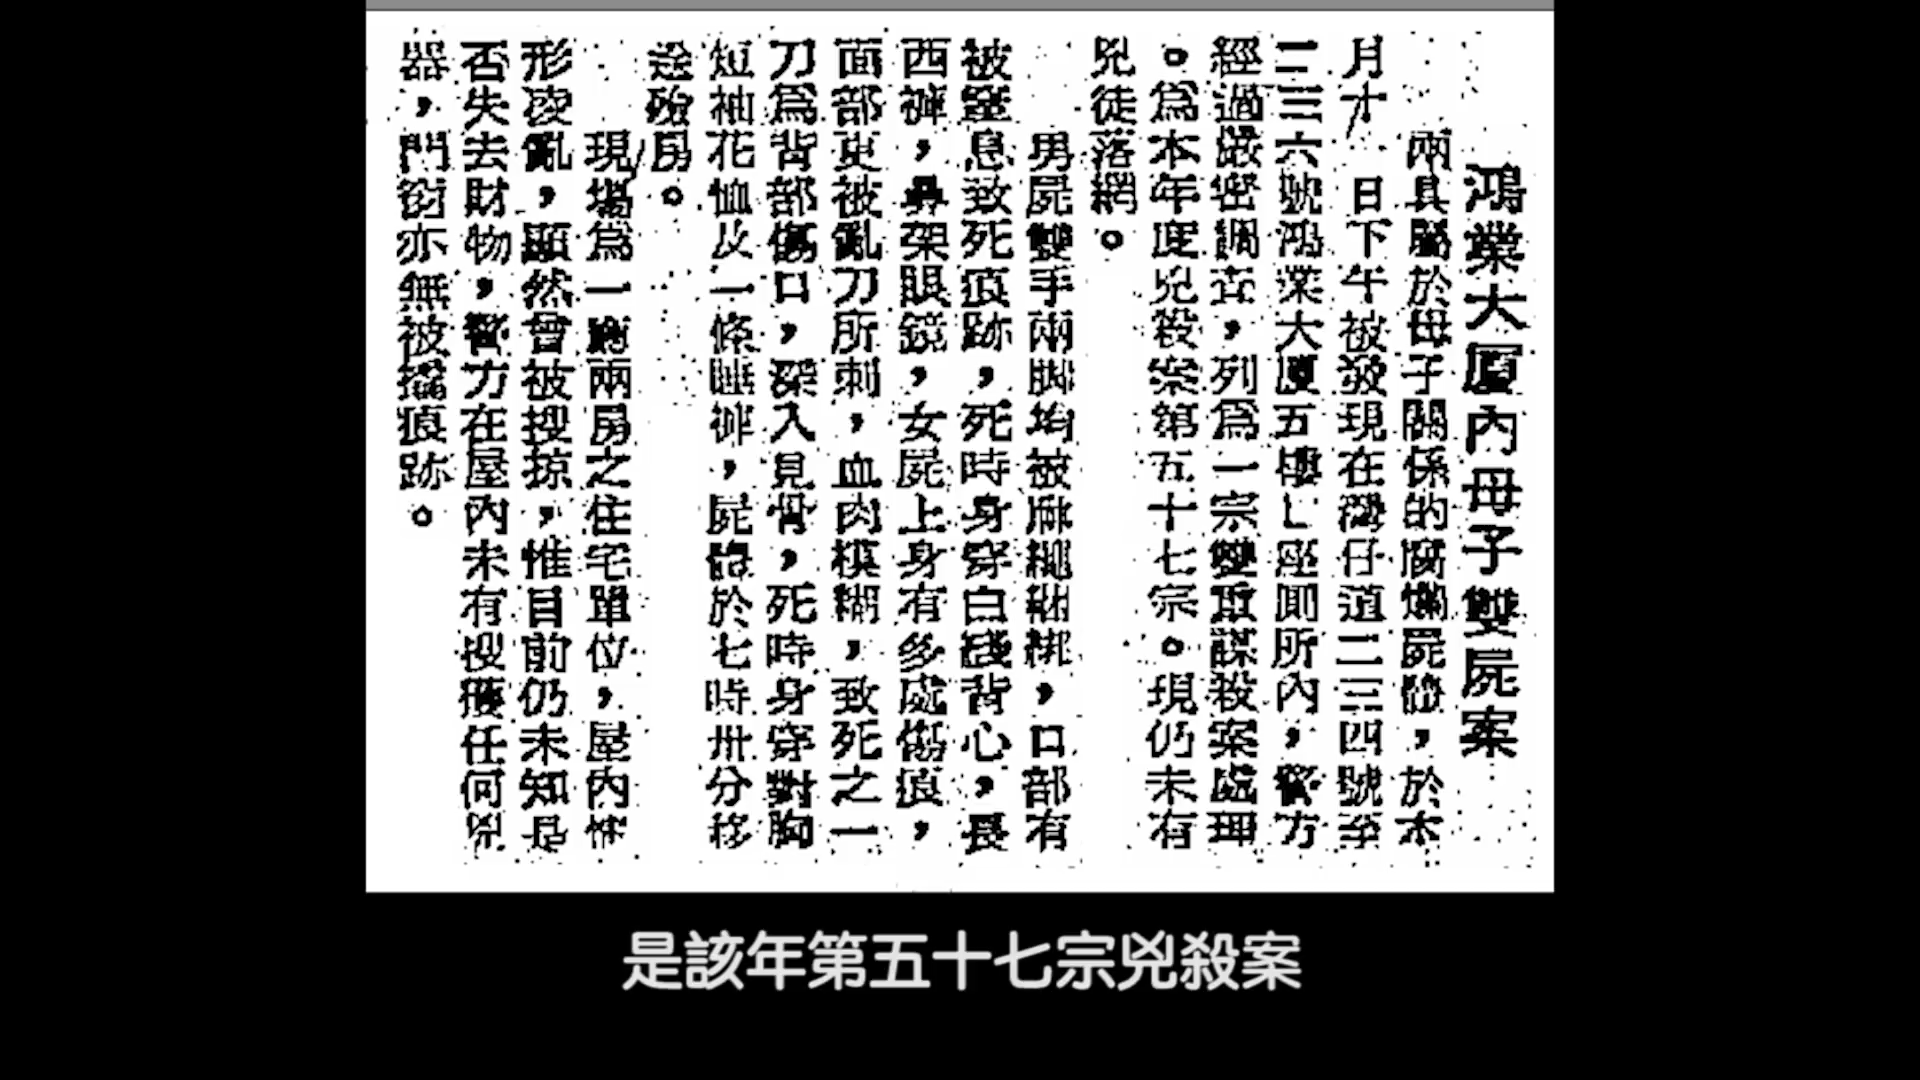 鴻業大厦內母子雙屍案
兩具屬於母子關係的腐爛屍體，於本
月十　日下午被發現在灣仔道二三四號至
二三六號鴻業大厦五樓L座厠所內，警方
經過嚴密調查，列爲一宗雙重謀殺案處理
。爲本年度兇殺案第五十七宗。現仍未有
兇徒落網。
男屍雙手兩脚均被麻繩綑綁，口部有
被窒息致死痕跡，死時身穿白綫背心，長
西褲，鼻架眼鏡，女屍上身有多處傷痕，
面部更被亂刀所刺，血肉模糊，致死之一
刀爲背部傷口，深入見骨，死時身穿對胸
短袖花恤及一條睡褲，屍體於七時卅分移
送殮房。
現塲爲一廳兩房之住宅單位，屋內情
形凌亂，顯然曾被搜掠，惟目前仍未知是
否失去財物，警力在屋內未有搜獲任何兇
器，門窗亦無被撬痕跡。
是該年第五十七宗兇殺案